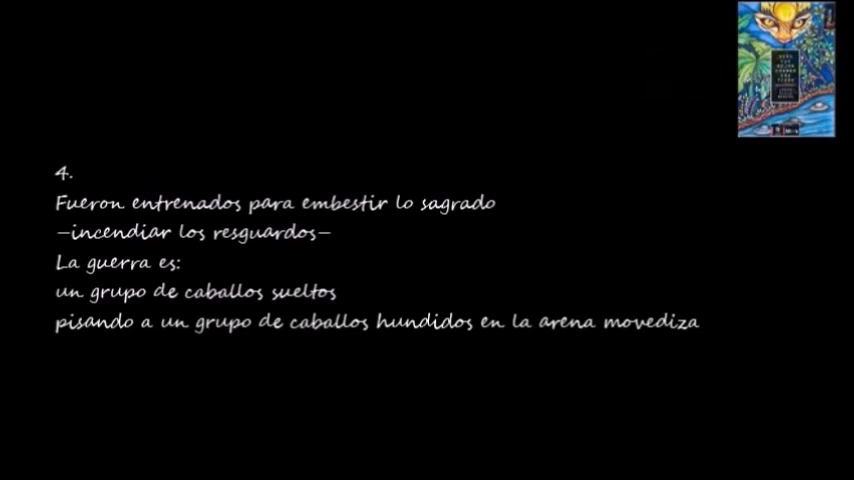 4.
Fueron entrenados para embestir lo sagrado
—incendiar los resguardos—
La guerra es:
un grupo de caballos sueltos
pisando a un grupo de caballos hundidos en la arena movediza